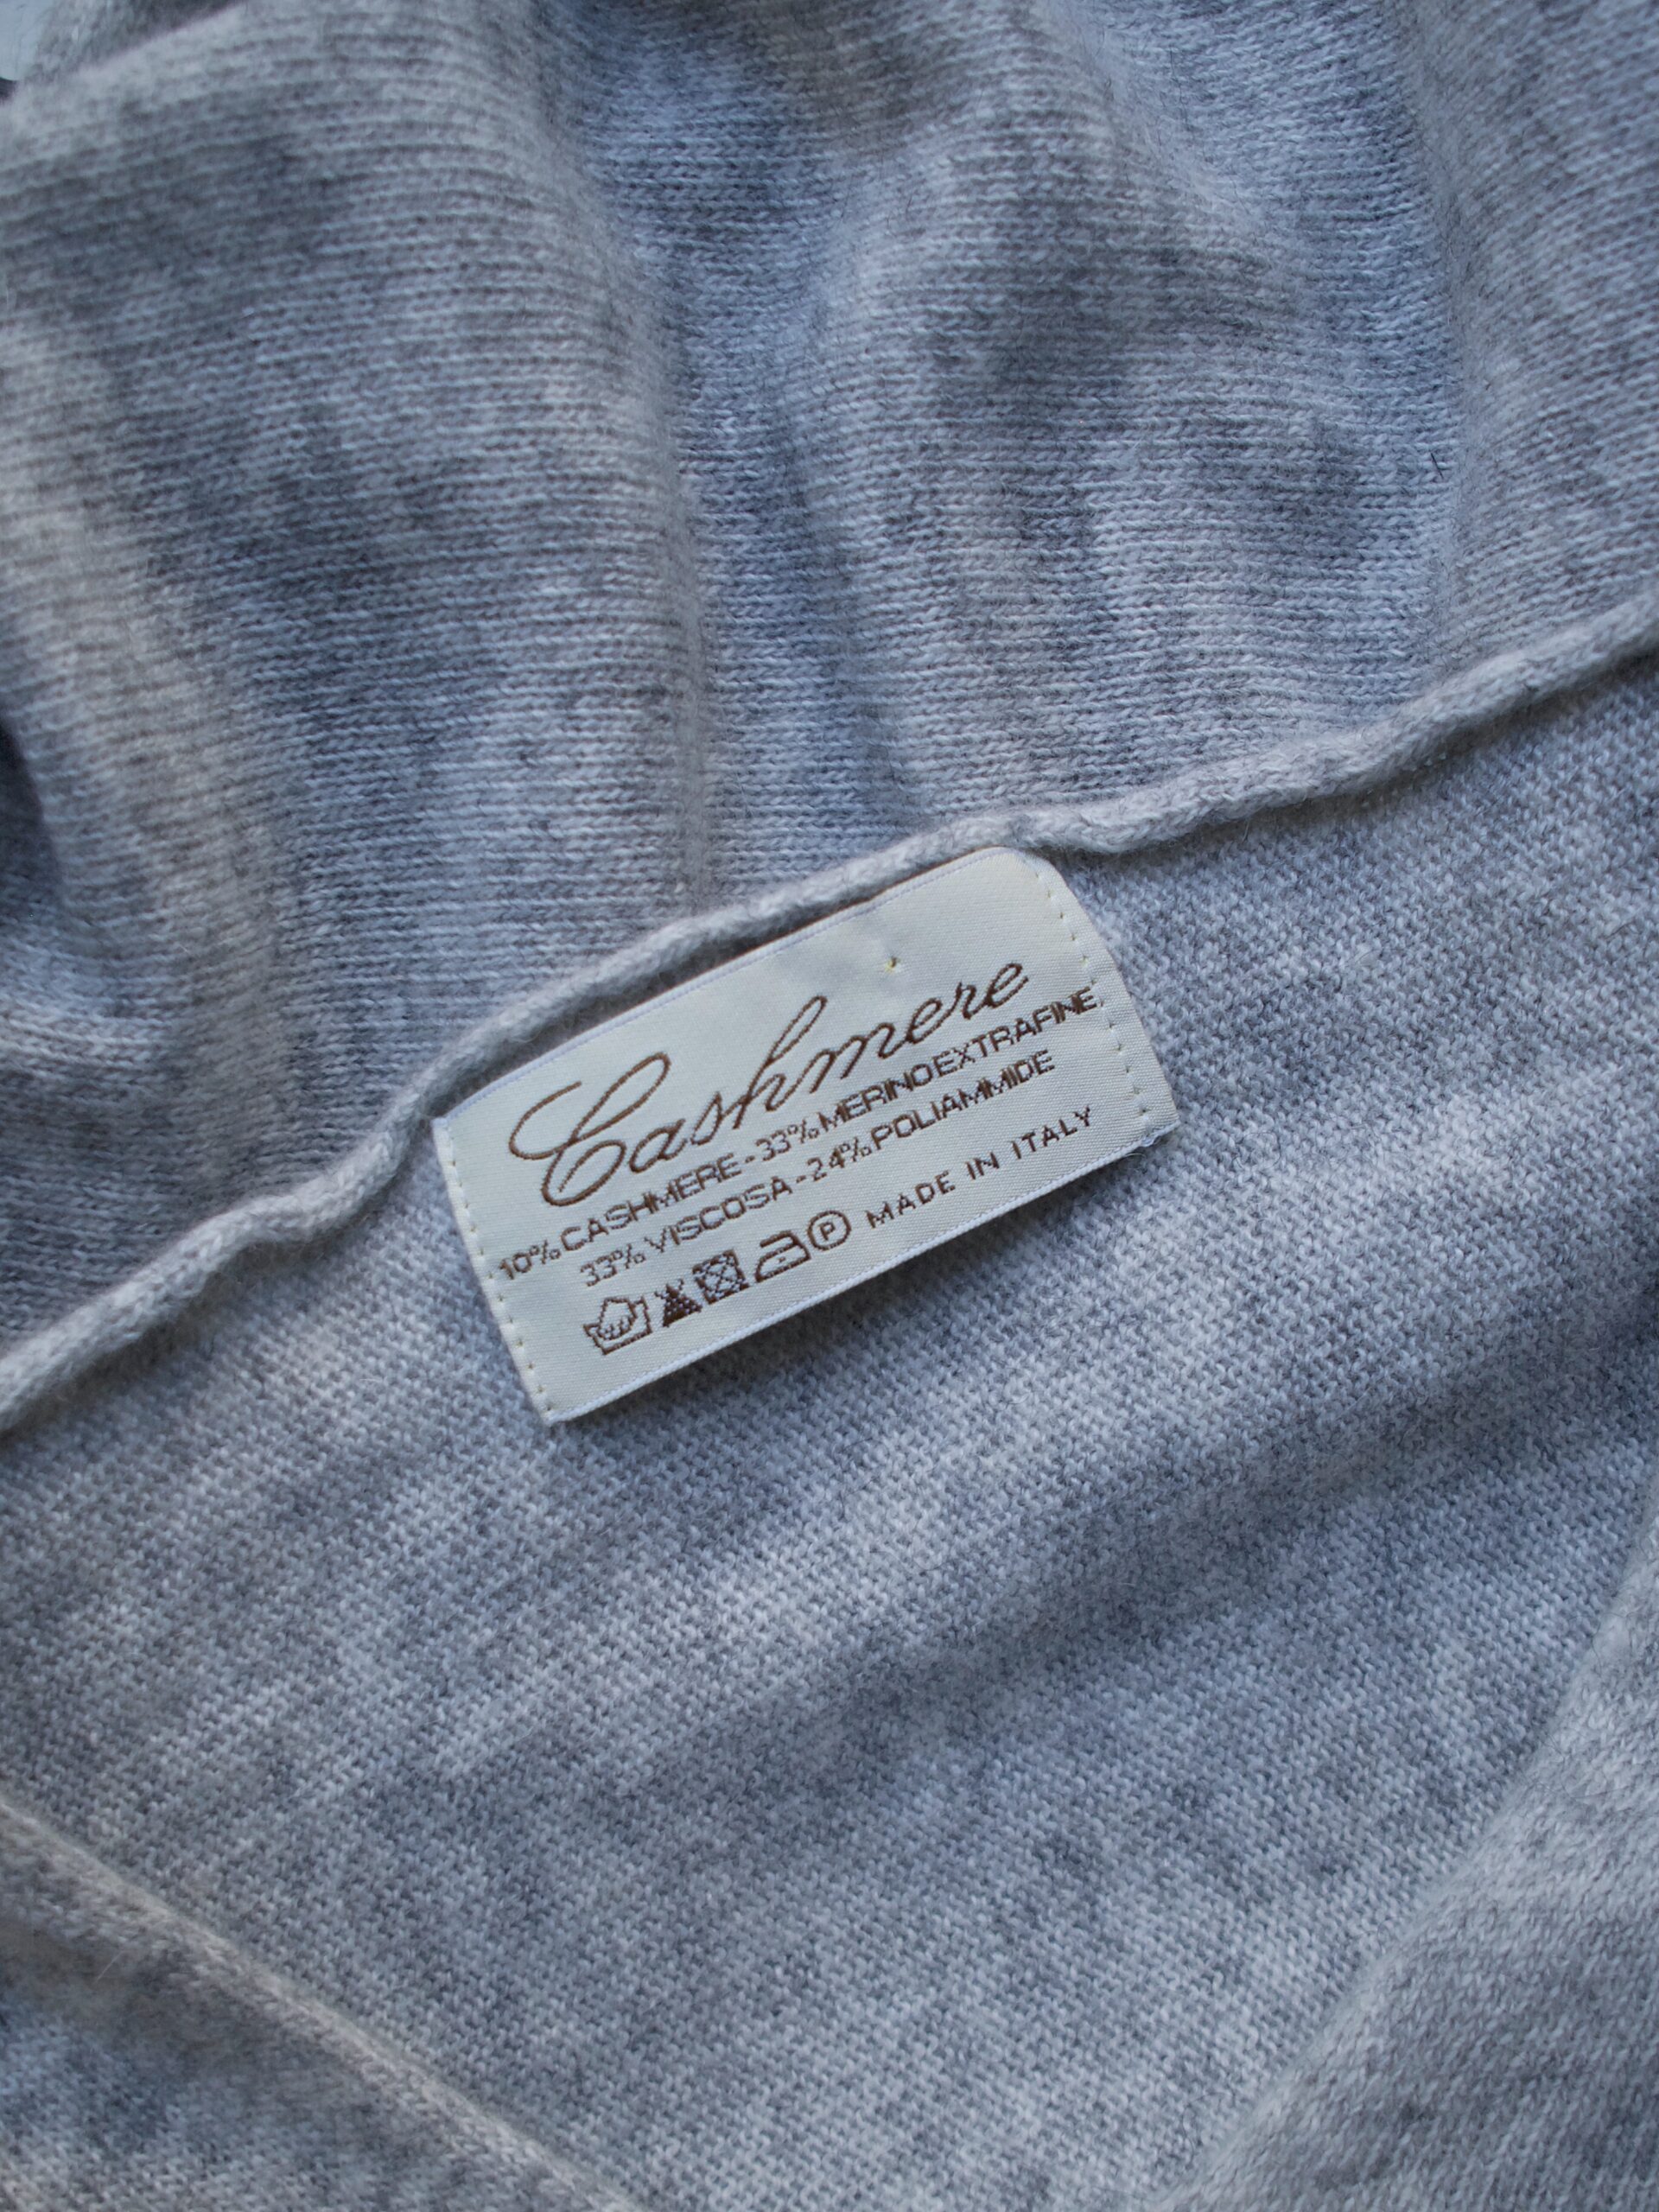 Cashmere
10% CASHMERE - 33% MERINO EXTRAFINE
33% VISCOSA - 24% POLIAMMIDE
P MADE IN ITALY